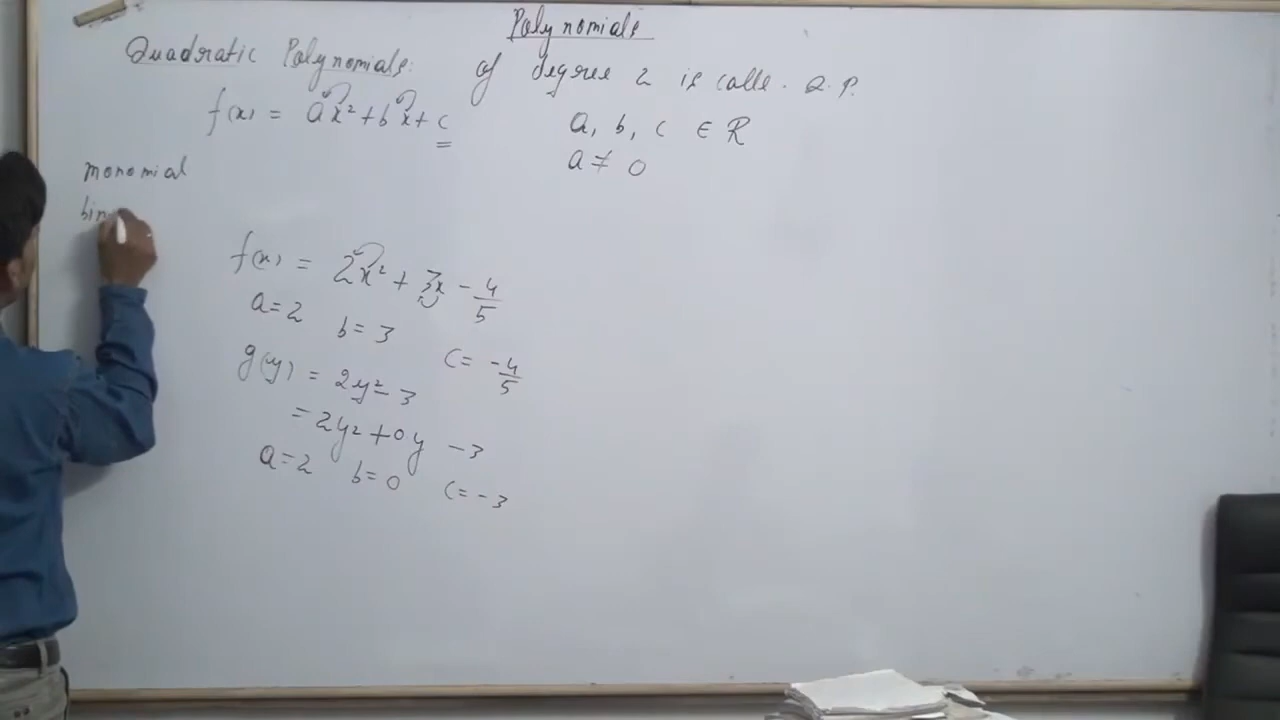 Polynomials
Quadratic Polynomials: of degree 2 is calle. Q.P.
f(x) = ax² + bx + c a, b, c ∈ R
a ≠ 0
monomial
bin
f(x) = 2x² + 3x - 4/5
a=2 b=3 c= -4/5
g(y) = 2y² - 3
= 2y² + 0y - 3
a=2 b=0 c=-3